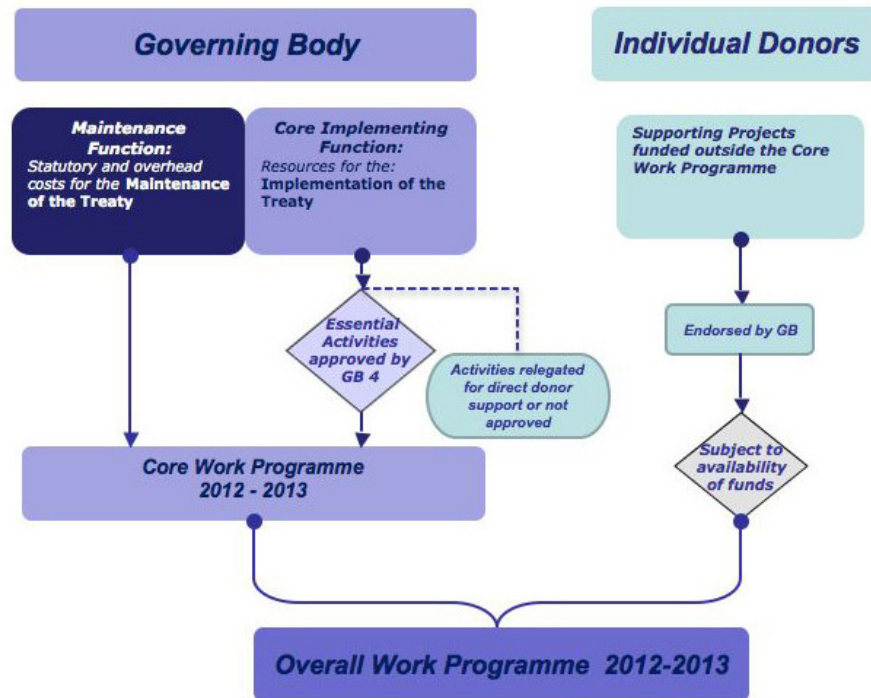 Governing Body
Individual Donors
Maintenance
Function:
Statutory and overhead
costs for the Maintenance
of the Treaty
Core Implementing
Function:
Resources for the:
Implementation of the
Treaty
Supporting Projects
funded outside the Core
Work Programme
Essential
Activities
approved by
GB 4
Activities relegated
for direct donor
support or not
approved
Endorsed by GB
Subject to
availability
of funds
Core Work Programme
2012 - 2013
Overall Work Programme 2012-2013